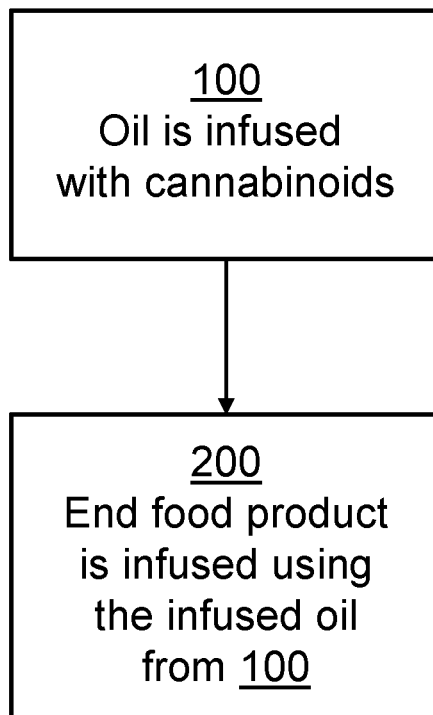 100
Oil is infused
with cannabinoids
200
End food product
is infused using
the infused oil
from 100